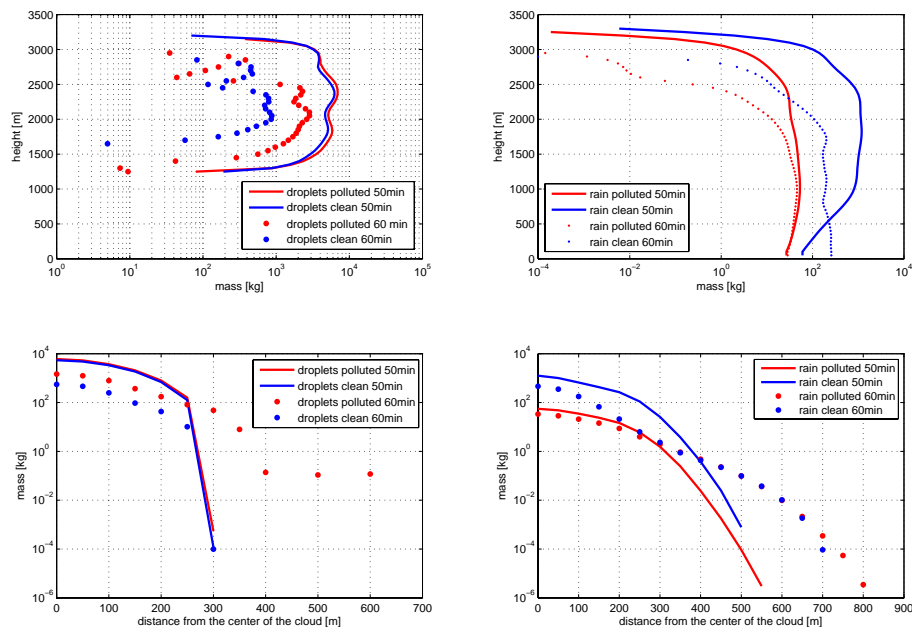 3500
3000
2500
2000
1500
1000
500
0
height [m]
10^0
10^1
10^2
10^3
10^4
10^5
mass [kg]
droplets polluted 50min
droplets clean 50min
droplets polluted 60 min
droplets clean 60min
3500
3000
2500
2000
1500
1000
500
0
height [m]
10^−4
10^−2
10^0
10^2
10^4
mass [kg]
rain polluted 50min
rain clean 50min
rain polluted 60min
rain clean 60min
10^4
10^2
10^0
10^−2
10^−4
10^−6
mass [kg]
0
100
200
300
400
500
600
700
distance from the center of the cloud [m]
droplets polluted 50min
droplets clean 50min
droplets polluted 60min
droplets clean 60min
10^4
10^2
10^0
10^−2
10^−4
10^−6
mass [kg]
0
100
200
300
400
500
600
700
800
900
distance from the center of the cloud [m]
rain polluted 50min
rain clean 50min
rain polluted 60min
rain clean 60min